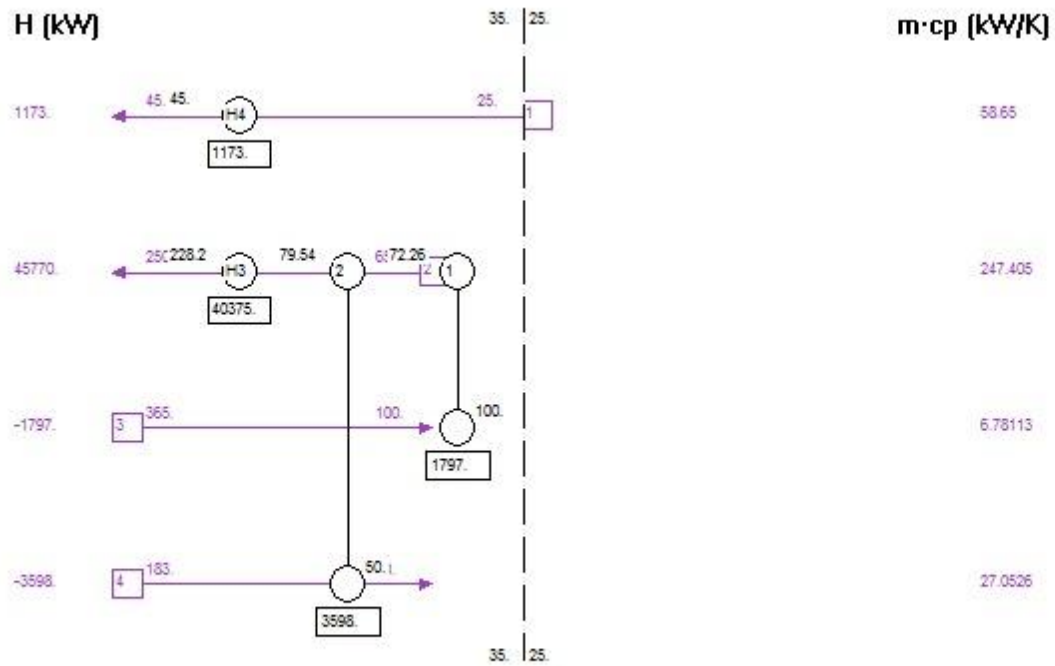 35. 25.
H (kW) m·cp (kW/K)
1173. 45. 45. H4 25. 1 58.65
1173.
45770. 228.2 H3 79.54 2 72.26 2 1 247.405
40375.
-1797. 3 365. 100. 100. 6.78113
1797.
-3598. 4 183. 50. 27.0526
3598.
35. 25.